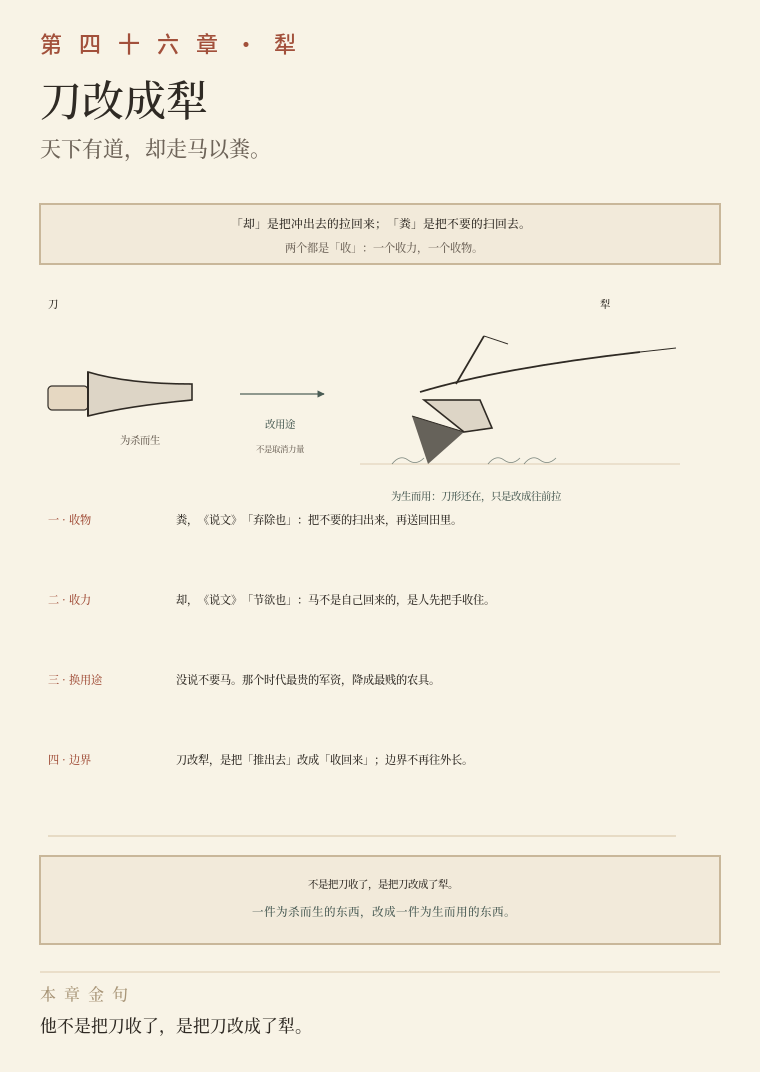 第四十六章·犁
刀改成犁
天下有道，却走马以粪。
「却」是把冲出去的拉回来；「粪」是把不要的扫回去。
两个都是「收」：一个收力，一个收物。
刀
犁
为杀而生
改用途
不是取消力量
为生而用：刀形还在，只是改成往前拉
一 · 收物 粪，《说文》「弃除也」：把不要的扫出来，再送回田里。
二 · 收力 却，《说文》「节欲也」：马不是自己回来的，是人先把手收住。
三 · 换用途 没说不要马。那个时代最贵的军资，降成最贱的农具。
四 · 边界 刀改犁，是把「推出去」改成「收回来」；边界不再往外长。
不是把刀收了，是把刀改成了犁。
一件为杀而生的东西，改成一件为生而用的东西。
本章金句
他不是把刀收了，是把刀改成了犁。